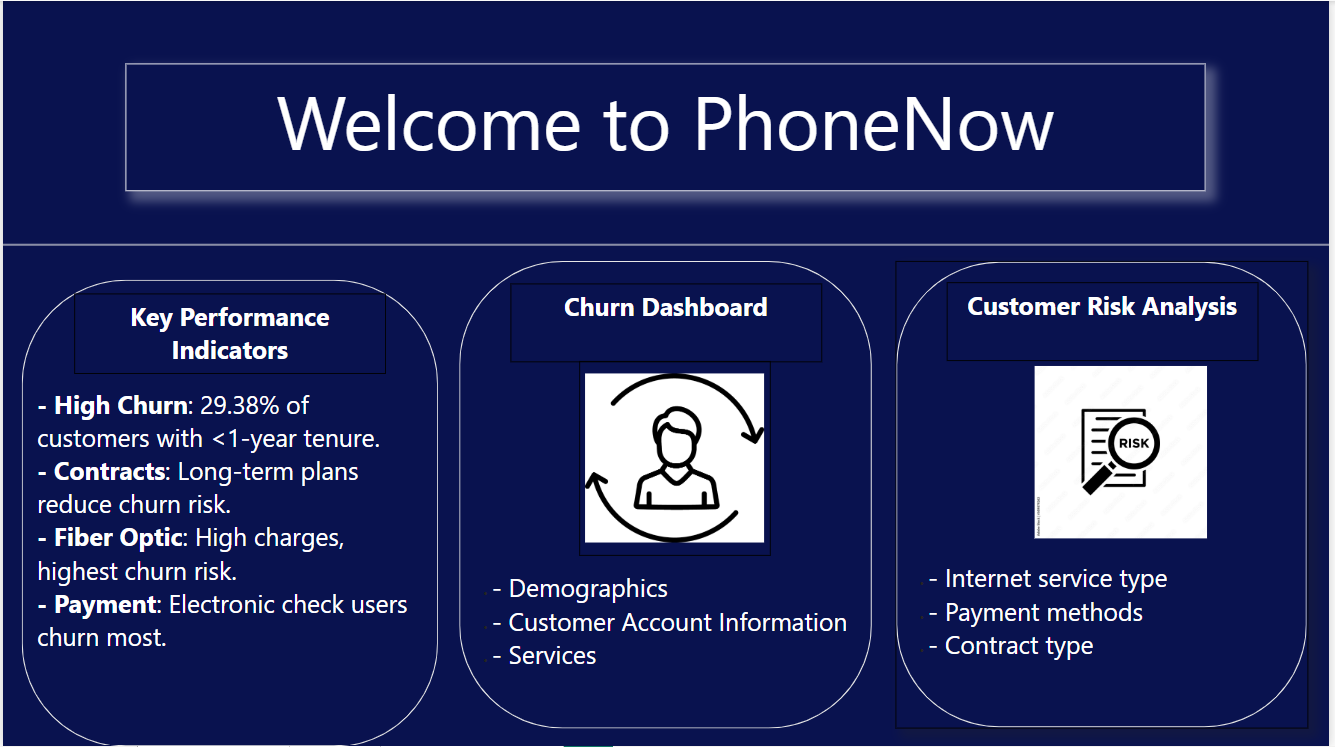 Welcome to PhoneNow
Key Performance
Indicators
- High Churn: 29.38% of
customers with <1-year tenure.
- Contracts: Long-term plans
reduce churn risk.
- Fiber Optic: High charges,
highest churn risk.
- Payment: Electronic check users
churn most.
Churn Dashboard
- Demographics
- Customer Account Information
- Services
Customer Risk Analysis
RISK
- Internet service type
- Payment methods
- Contract type